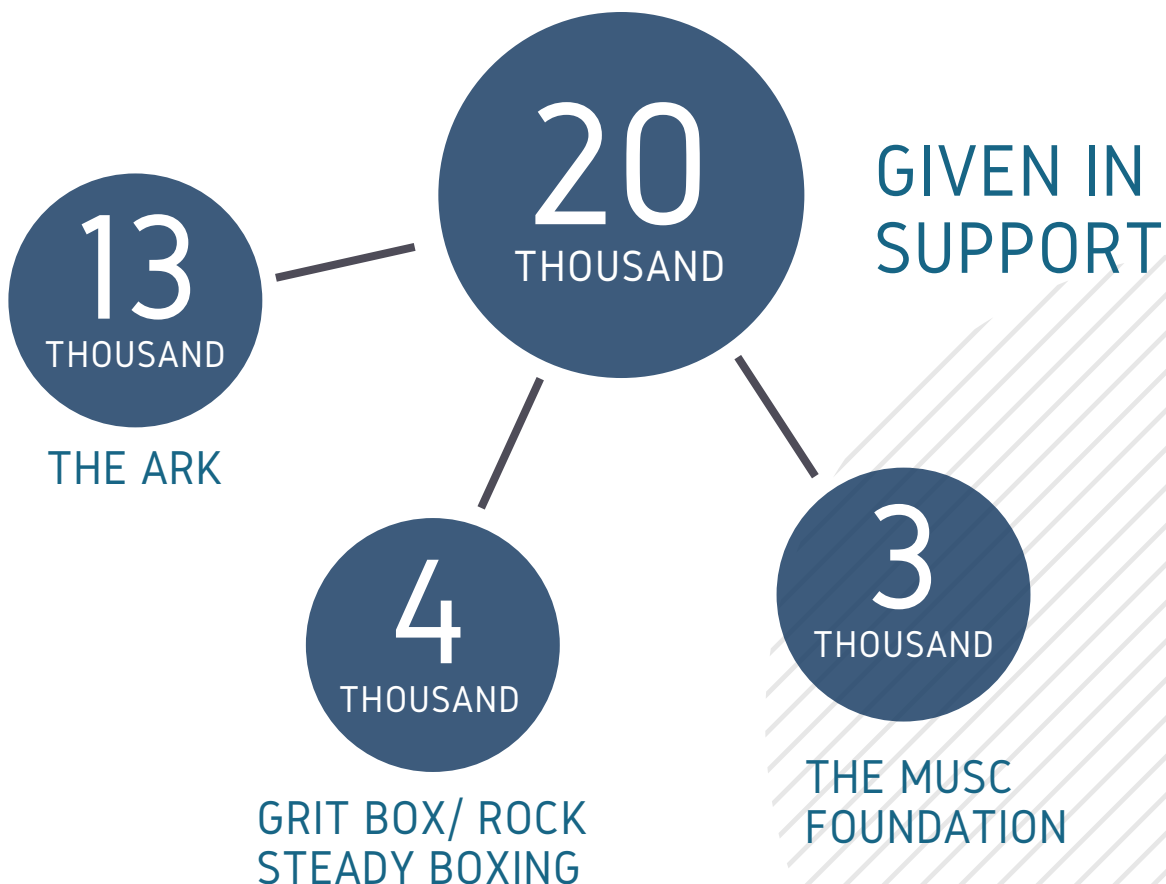 20
THOUSAND
GIVEN IN
SUPPORT
13
THOUSAND
THE ARK
4
THOUSAND
GRIT BOX/ ROCK
STEADY BOXING
3
THOUSAND
THE MUSC
FOUNDATION